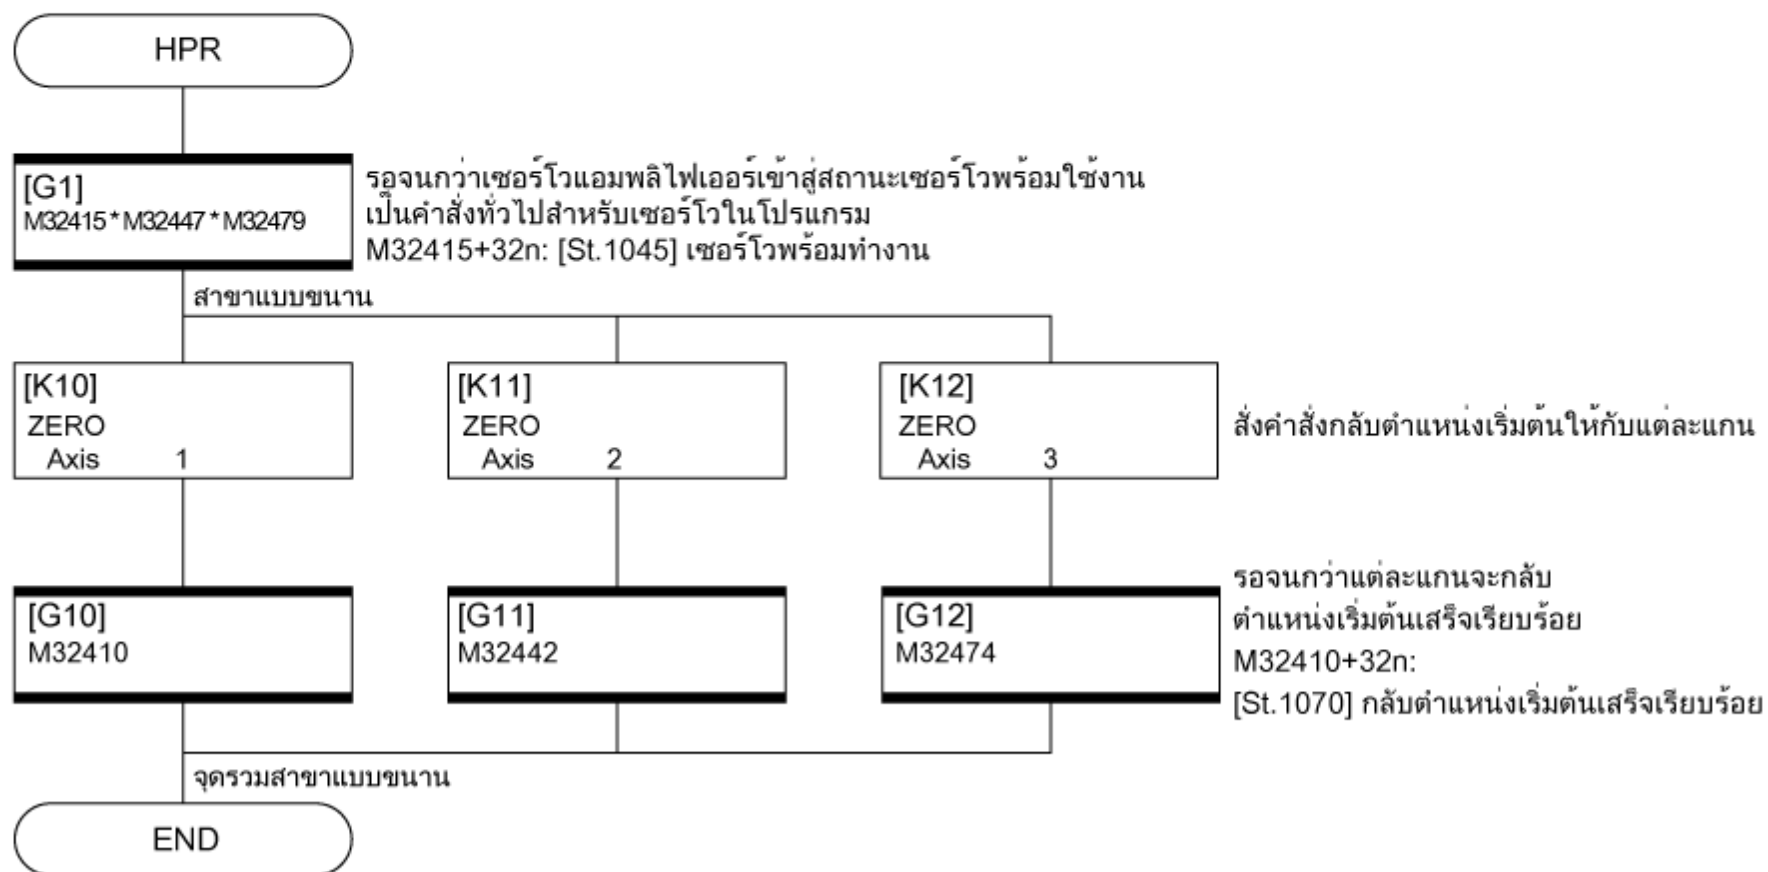 HPR
[G1]
M32415*M32447*M32479
รอจนกว่าเซอร์โวแอมพลิไฟเออร์เข้าสู่สถานะเซอร์โวพร้อมใช้งาน
เป็นคำสั่งทั่วไปสำหรับเซอร์โวในโปรแกรม
M32415+32n: [St.1045] เซอร์โวพร้อมทำงาน
สาขาแบบขนาน
[K10]
ZERO
Axis 1
[K11]
ZERO
Axis 2
[K12]
ZERO
Axis 3
สั่งคำสั่งกลับตำแหน่งเริ่มต้นให้กับแต่ละแกน
[G10]
M32410
[G11]
M32442
[G12]
M32474
รอจนกว่าแต่ละแกนจะกลับ
ตำแหน่งเริ่มต้นเสร็จเรียบร้อย
M32410+32n:
[St.1070] กลับตำแหน่งเริ่มต้นเสร็จเรียบร้อย
จุดรวมสาขาแบบขนาน
END